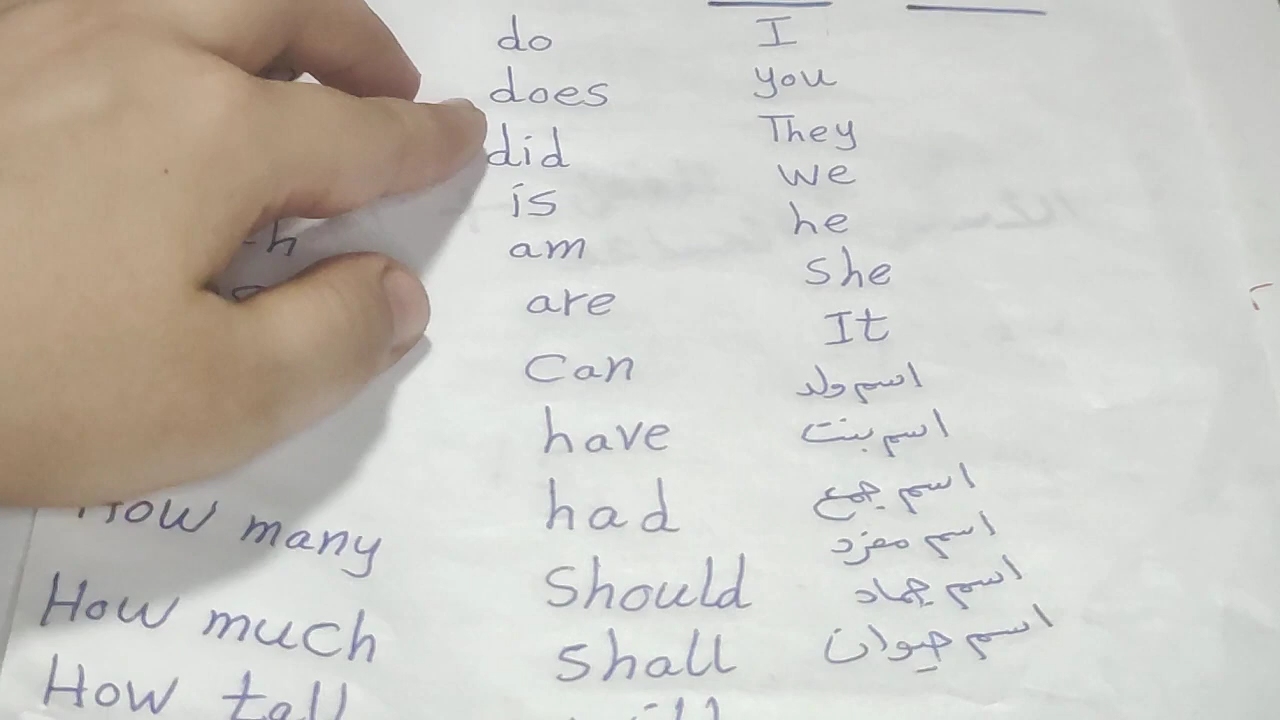 do
does
did
is
am
are
Can
have
had
Should
shall
will
I
you
They
we
he
She
It
اسم ولد
اسم بنت
اسم جمع
اسم مفرد
اسم جماد
اسم حيوان
How many
How much
How tall